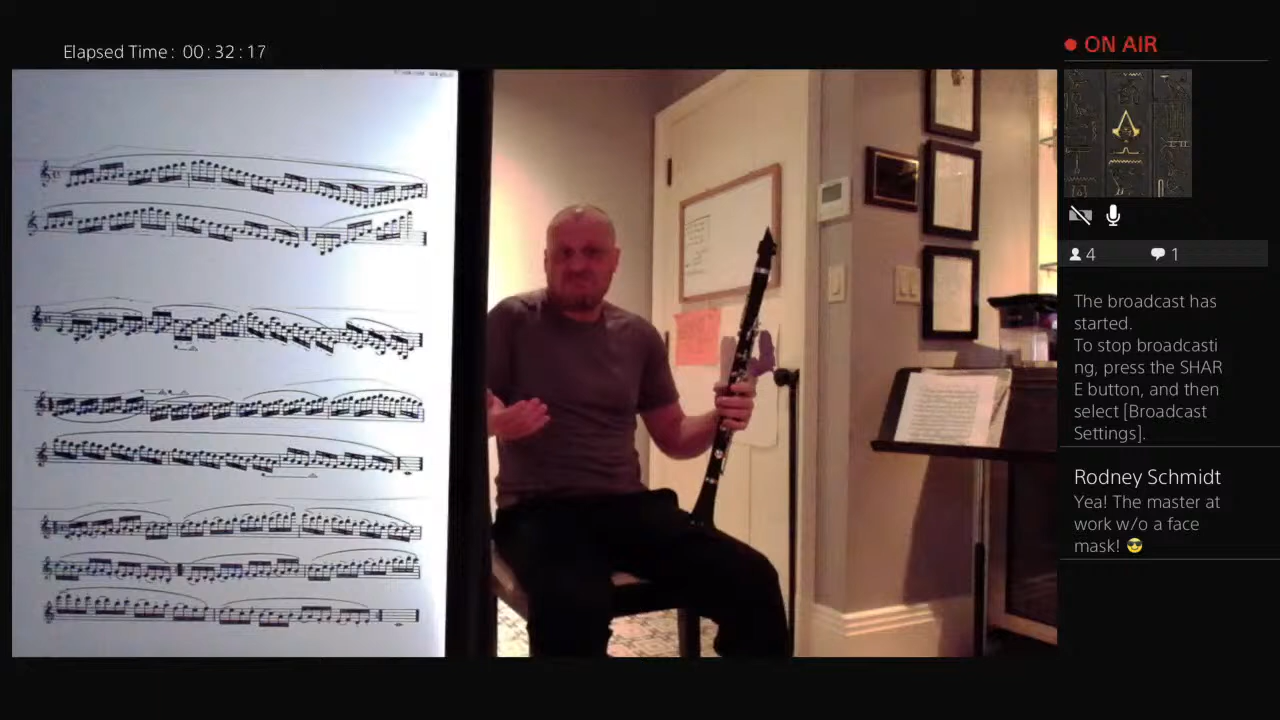 Elapsed Time: 00:32:17
ON AIR
4
1
The broadcast has
started.
To stop broadcasti
ng, press the SHAR
E button, and then
select [Broadcast
Settings].
Rodney Schmidt
Yea! The master at
work w/o a face
mask! 😎